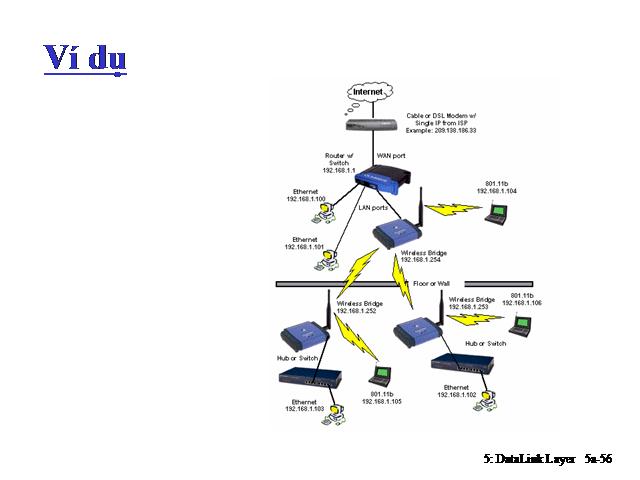 Ví dụ
Internet
Cable or DSL Modem w/
Single IP from ISP
Example: 209.138.186.33
Router w/
Switch
192.168.1.1
WAN port
Ethernet
192.168.1.100
LAN ports
801.11b
192.168.1.104
Ethernet
192.168.1.101
Wireless Bridge
192.168.1.254
Floor or Wall
Wireless Bridge
192.168.1.252
Wireless Bridge
192.168.1.253
801.11b
192.168.1.106
Hub or Switch
Hub or Switch
801.11b
192.168.1.105
Ethernet
192.168.1.103
Ethernet
192.168.1.102
5: DataLink Layer 5a-56